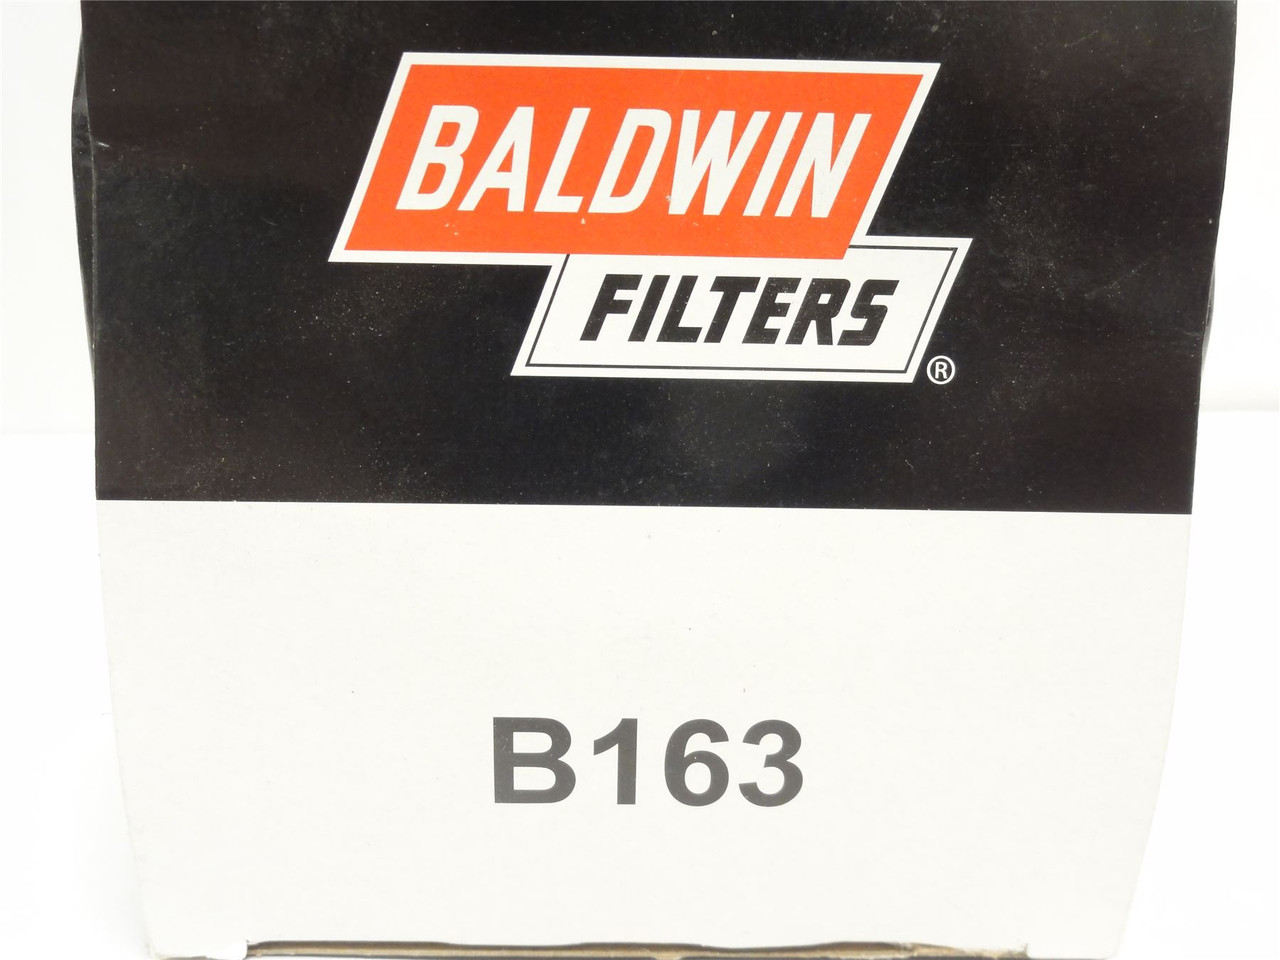 BALDWIN
FILTERS
®
B163